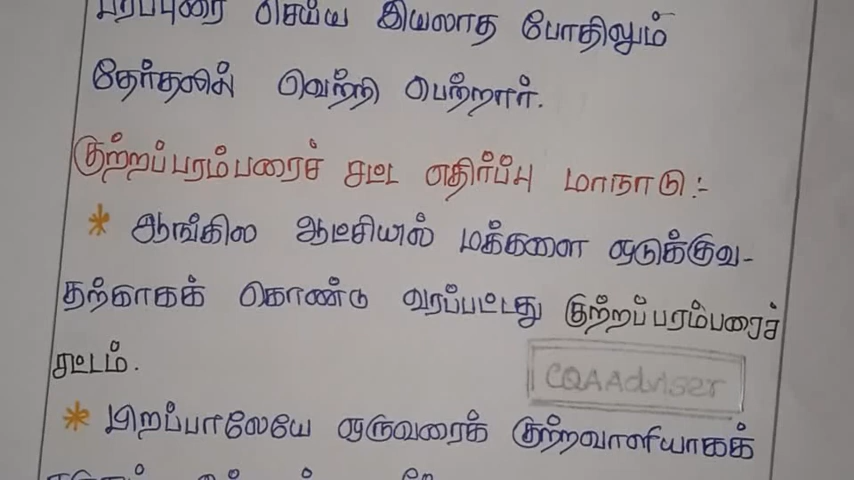 பரப்புரை செய்ய இயலாத போதிலும்
தேர்தலில் வெற்றி பெற்றார்.
குற்றப்பரம்பரைச் சட்ட எதிர்ப்பு மாநாடு:-
* ஆங்கில ஆட்சியில் மக்களை ஒடுக்குவ-
தற்காகக் கொண்டு வரப்பட்டது குற்றப்பரம்பரைச்
சட்டம்.
CQAAdviser
* பிறப்பாலேயே ஒருவரைக் குற்றவாளியாகக்